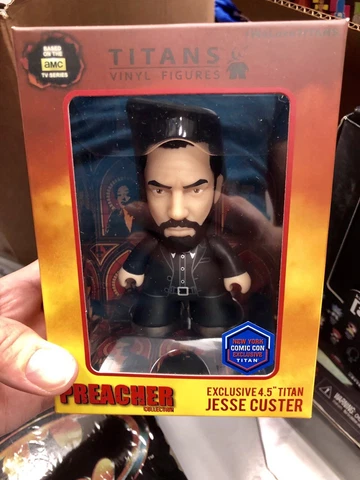 BASED
ON THE
amc
TV SERIES
TITANS
VINYL FIGURES
NEW YORK
COMIC CON
EXCLUSIVE
TITAN
PREACHER
COLLECTION
EXCLUSIVE 4.5" TITAN
JESSE CUSTER